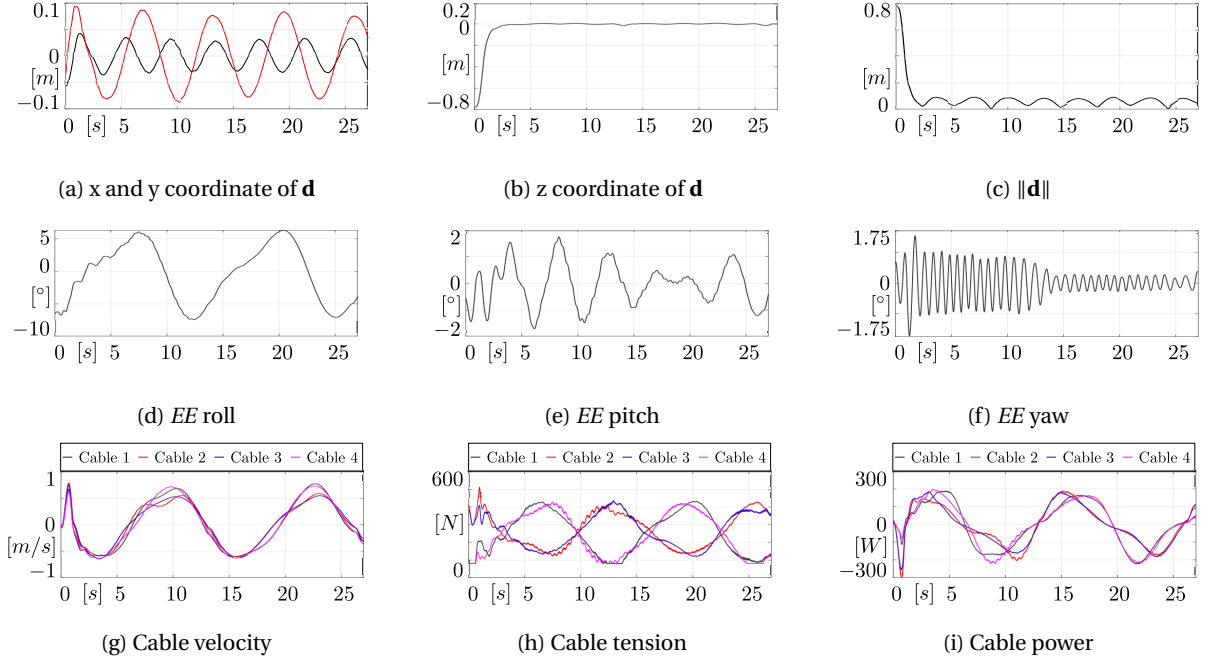 0.1 0.2 0.8
0 0
[m] [m] [m]
−0.1 −0.8 0
0 [s] 5 10 15 20 25 0 [s] 5 10 15 20 25 0 [s] 5 10 15 20 25
(a) x and y coordinate of d (b) z coordinate of d (c) ‖d‖
5 2 1.75
0 0 0
[°] [°] [°]
−10 −2 −1.75
0 [s] 5 10 15 20 25 0 [s] 5 10 15 20 25 0 [s] 5 10 15 20 25
(d) EE roll (e) EE pitch (f) EE yaw
Cable 1 Cable 2 Cable 3 Cable 4 Cable 1 Cable 2 Cable 3 Cable 4 Cable 1 Cable 2 Cable 3 Cable 4
1 600 300
0 [N] 0
[m/s] [W]
−1 0 −300
0 [s] 5 10 15 20 25 0 [s] 5 10 15 20 25 0 [s] 5 10 15 20 25
(g) Cable velocity (h) Cable tension (i) Cable power